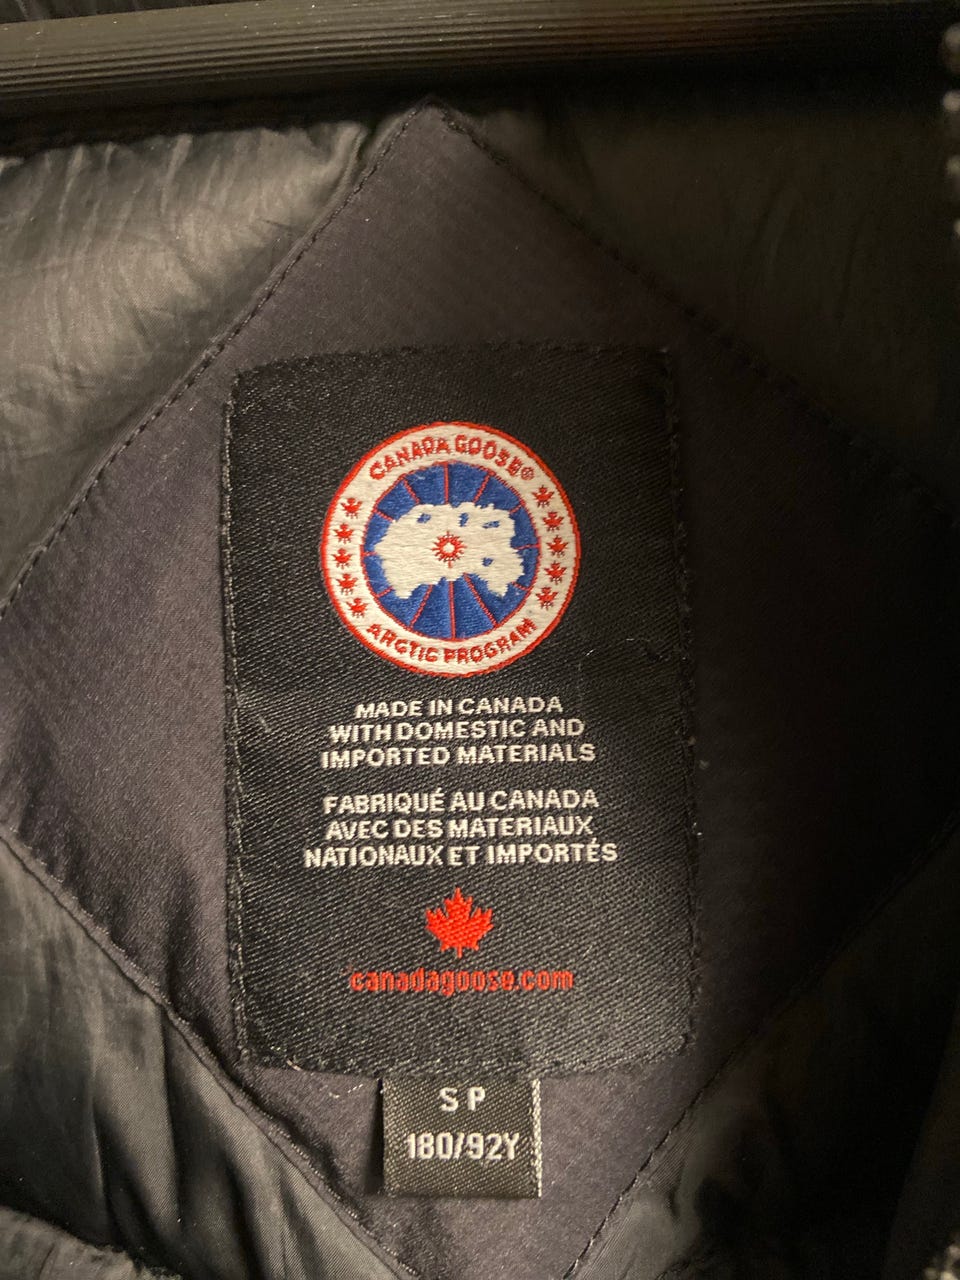 CANADA GOOSE®
ARCTIC PROGRAM
MADE IN CANADA
WITH DOMESTIC AND
IMPORTED MATERIALS
FABRIQUÉ AU CANADA
AVEC DES MATERIAUX
NATIONAUX ET IMPORTÉS
canadagoose.com
S P
180/92Y